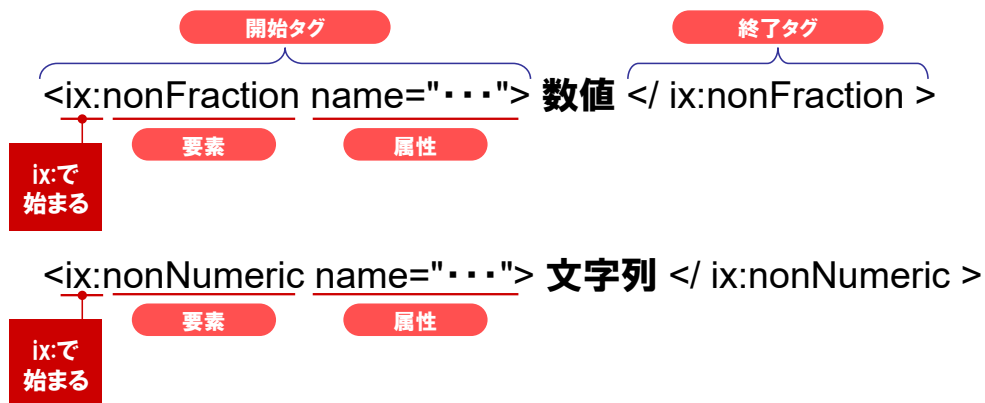 開始タグ 終了タグ
<ix:nonFraction name="・・・"> 数値 </ ix:nonFraction >
要素 属性
ix:で
始まる
<ix:nonNumeric name="・・・"> 文字列 </ ix:nonNumeric >
要素 属性
ix:で
始まる